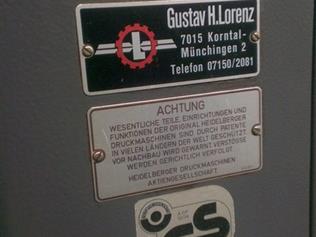 Gustav H.Lorenz
7015 Korntal-
Münchingen 2
Telefon 07150/2081
ACHTUNG
WESENTLICHE TEILE, EINRICHTUNGEN UND
FUNKTIONEN DER ORIGINAL HEIDELBERGER
DRUCKMASCHINEN SIND DURCH PATENTE
IN VIELEN LÄNDERN DER WELT GESCHÜTZT.
VOR NACHBAU WIRD GEWARNT. VERSTÖSSE
WERDEN GERICHTLICH VERFOLGT
HEIDELBERGER DRUCKMASCHINEN
AKTIENGESELLSCHAFT
GS